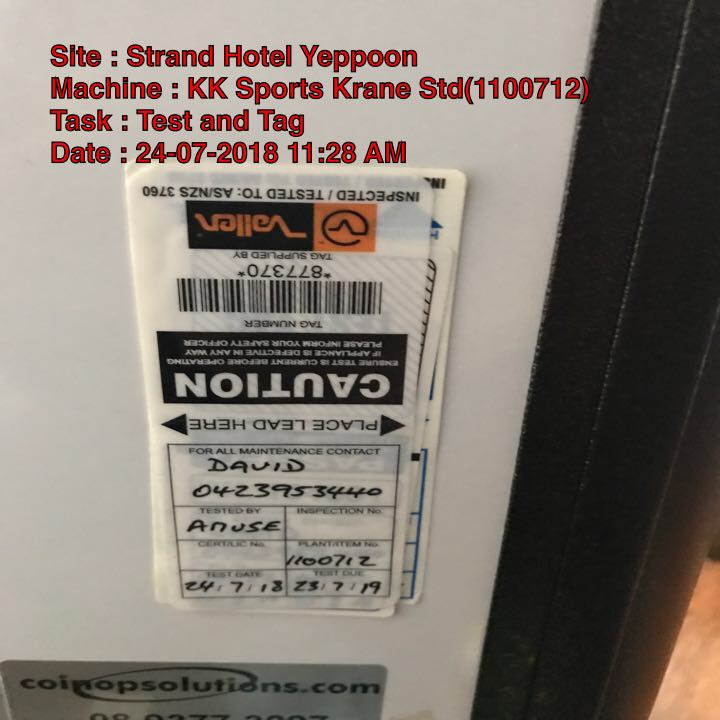 Site : Strand Hotel Yeppoon
Machine : KK Sports Krane Std(1100712)
Task : Test and Tag
Date : 24-07-2018 11:28 AM
INSPECTED / TESTED TO: AS/NZS 3760
Vallen
TAG SUPPLIED BY
*877370*
TAG NUMBER
CAUTION
ENSURE TEST IS CURRENT BEFORE OPERATING
IF APPLIANCE IS DEFECTIVE IN ANY WAY
PLEASE INFORM YOUR SAFETY OFFICER
PLACE LEAD HERE
FOR ALL MAINTENANCE CONTACT
DAVID
0423953440
TESTED BY INSPECTION No.
AMUSE
CERT/LIC No. PLANT/ITEM No.
1100712
TEST DATE TEST DUE
24/7/18 23/7/19
coinopsolutions.com